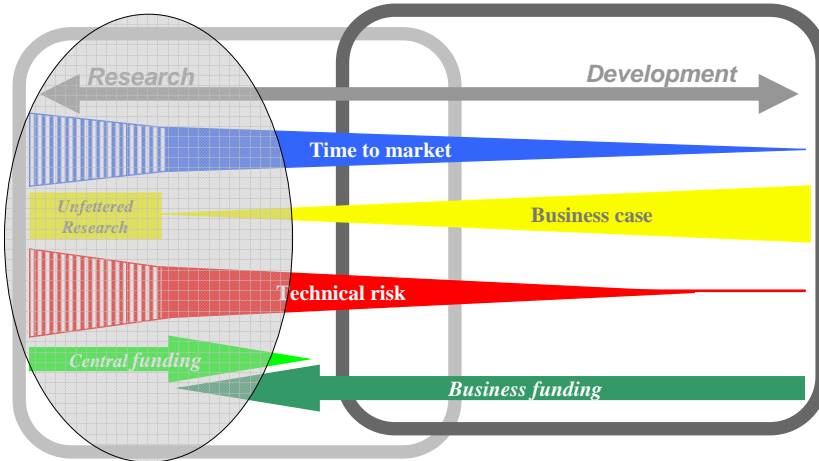 Research
Development
Time to market
Unfettered
Research
Business case
Technical risk
Central funding
Business funding